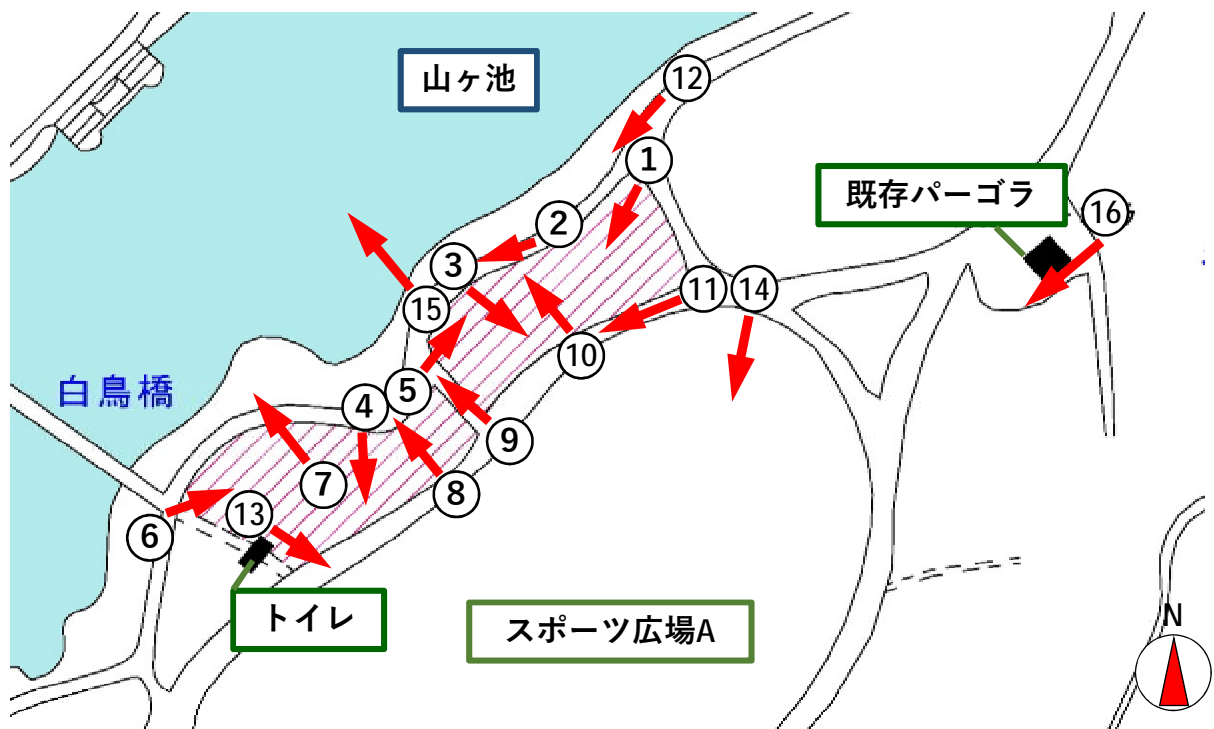 山ヶ池
⑫
①
既存パーゴラ
⑯
②
③
⑪
⑭
⑮
⑩
白鳥橋
⑤
④
⑨
⑦
⑧
⑬
⑥
トイレ
スポーツ広場A
N